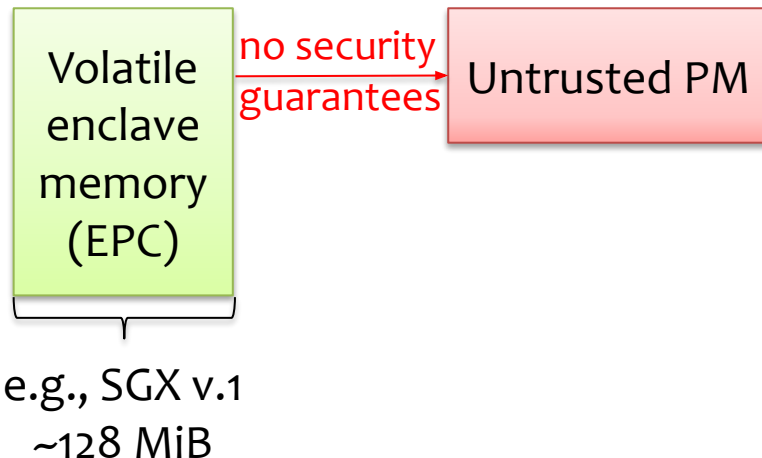 Volatile
enclave
memory
(EPC)
no security
guarantees
Untrusted PM
e.g., SGX v.1
~128 MiB